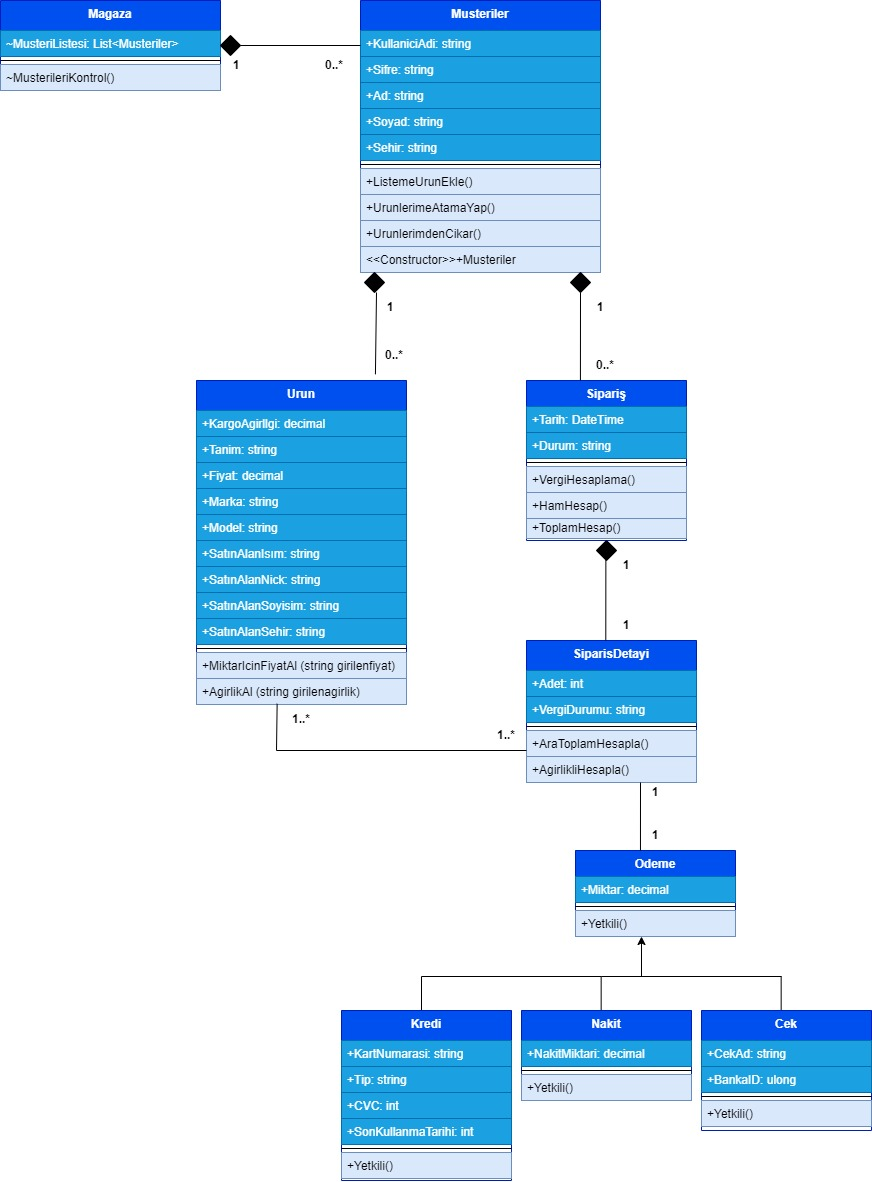 Magaza
~MusteriListesi: List<Musteriler>
~MusterileriKontrol()
1
0..*
Musteriler
+KullaniciAdi: string
+Sifre: string
+Ad: string
+Soyad: string
+Sehir: string
+ListemeUrunEkle()
+UrunlerimeAtamaYap()
+UrunlerimdenCikar()
<<Constructor>>+Musteriler
1
0..*
1
0..*
Urun
+KargoAgirlIgi: decimal
+Tanim: string
+Fiyat: decimal
+Marka: string
+Model: string
+SatınAlanIsım: string
+SatınAlanNick: string
+SatınAlanSoyisim: string
+SatınAlanSehir: string
+MiktarIcinFiyatAl (string girilenfiyat)
+AgirlikAl (string girilenagirlik)
Sipariş
+Tarih: DateTime
+Durum: string
+VergiHesaplama()
+HamHesap()
+ToplamHesap()
1
1
1..*
1..*
SiparisDetayi
+Adet: int
+VergiDurumu: string
+AraToplamHesapla()
+AgirlikliHesapla()
1
1
Odeme
+Miktar: decimal
+Yetkili()
Kredi
+KartNumarasi: string
+Tip: string
+CVC: int
+SonKullanmaTarihi: int
+Yetkili()
Nakit
+NakitMiktari: decimal
+Yetkili()
Cek
+CekAd: string
+BankaID: ulong
+Yetkili()